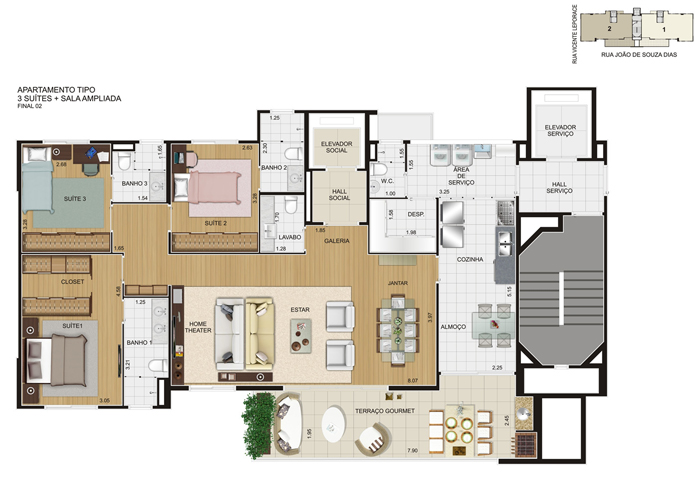 RUA VICENTE LEPORACE
2
1
RUA JOÃO DE SOUZA DIAS
APARTAMENTO TIPO
3 SUÍTES + SALA AMPLIADA
FINAL 02
1.25
2.30
BANHO 2
ELEVADOR
SOCIAL
HALL
SOCIAL
ELEVADOR
SERVIÇO
HALL
SERVIÇO
2.68
SUÍTE 3
3.28
1.65
BANHO 3
1.54
1.65
2.63
SUÍTE 2
3.28
1.70
LAVABO
1.28
1.55
1.55
W.C.
1.00
ÁREA
DE
SERVIÇO
3.25
1.58
DESP.
1.98
1.85
GALERIA
COZINHA
5.15
CLOSET
4.50
SUÍTE1
3.05
1.25
BANHO 1
3.21
HOME
THEATER
ESTAR
JANTAR
3.97
8.07
ALMOÇO
2.25
TERRAÇO GOURMET
1.95
7.90
2.45